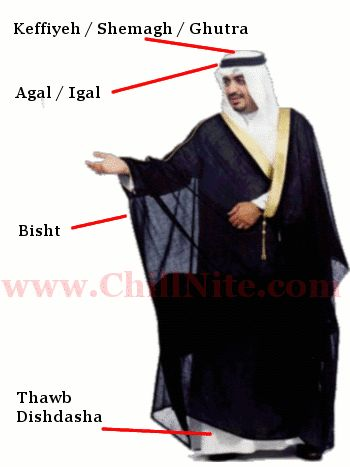 Keffiyeh / Shemagh / Ghutra
Agal / Igal
Bisht
www.ChillNite.com
Thawb
Dishdasha